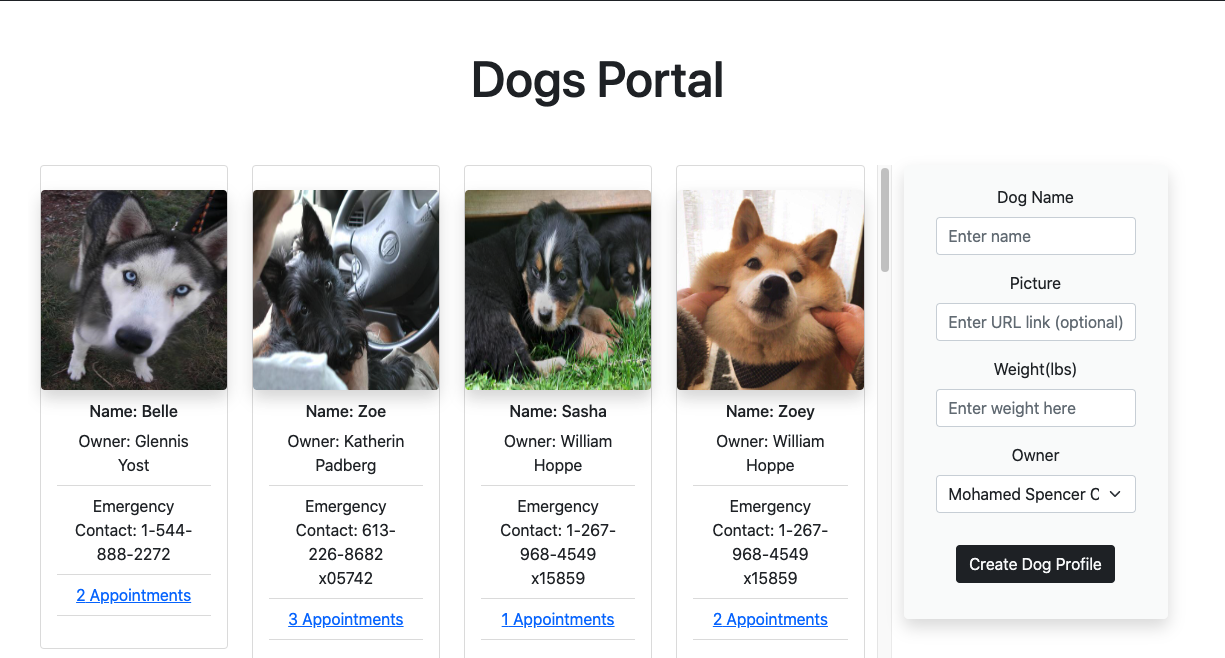 Dogs Portal
Name: Belle
Owner: Glennis
Yost
Emergency
Contact: 1-544-
888-2272
2 Appointments
Name: Zoe
Owner: Katherin
Padberg
Emergency
Contact: 613-
226-8682
x05742
3 Appointments
Name: Sasha
Owner: William
Hoppe
Emergency
Contact: 1-267-
968-4549
x15859
1 Appointments
Name: Zoey
Owner: William
Hoppe
Emergency
Contact: 1-267-
968-4549
x15859
2 Appointments
Dog Name
Enter name
Picture
Enter URL link (optional)
Weight(lbs)
Enter weight here
Owner
Mohamed Spencer C
Create Dog Profile